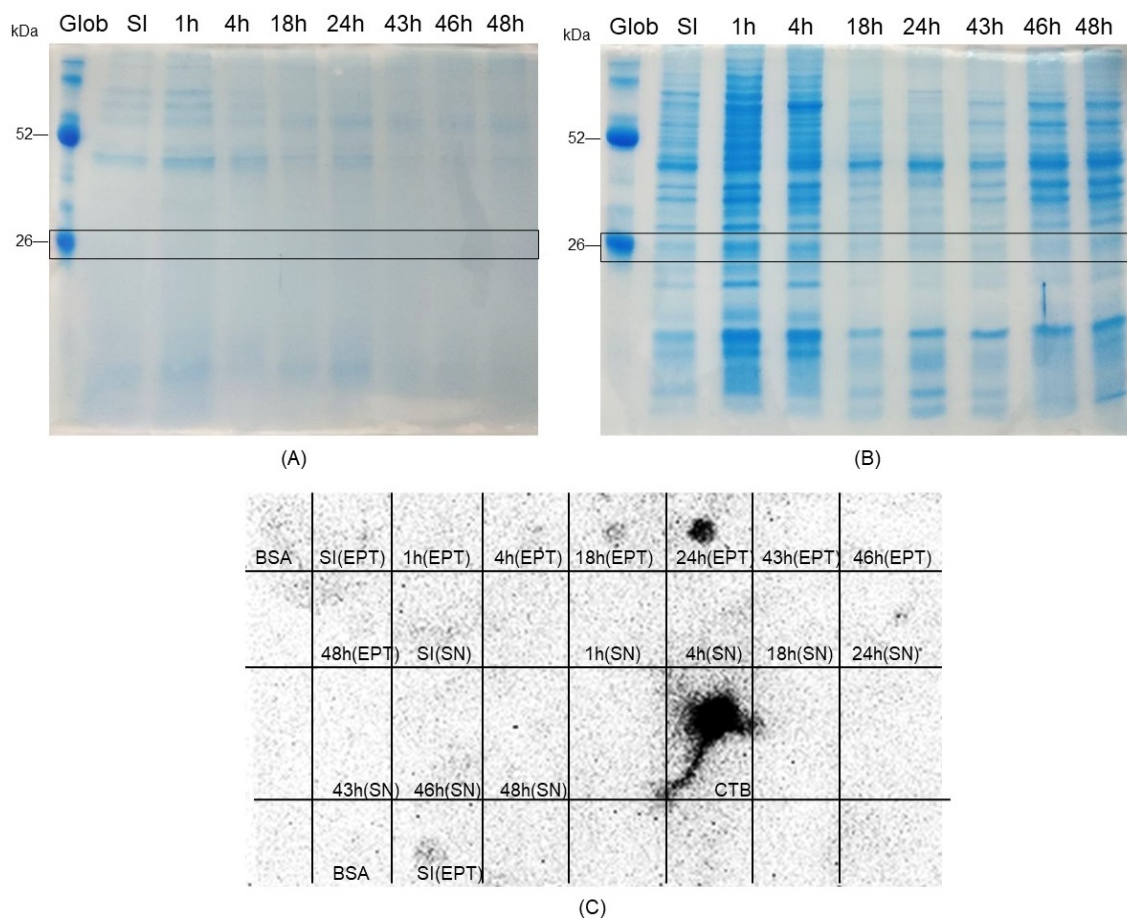 kDa Glob SI 1h 4h 18h 24h 43h 46h 48h
52
26
(A)
kDa Glob SI 1h 4h 18h 24h 43h 46h 48h
52
26
(B)
BSA SI(EPT) 1h(EPT) 4h(EPT) 18h(EPT) 24h(EPT) 43h(EPT) 46h(EPT)
48h(EPT) SI(SN) 1h(SN) 4h(SN) 18h(SN) 24h(SN)
43h(SN) 46h(SN) 48h(SN) CTB
BSA SI(EPT)
(C)